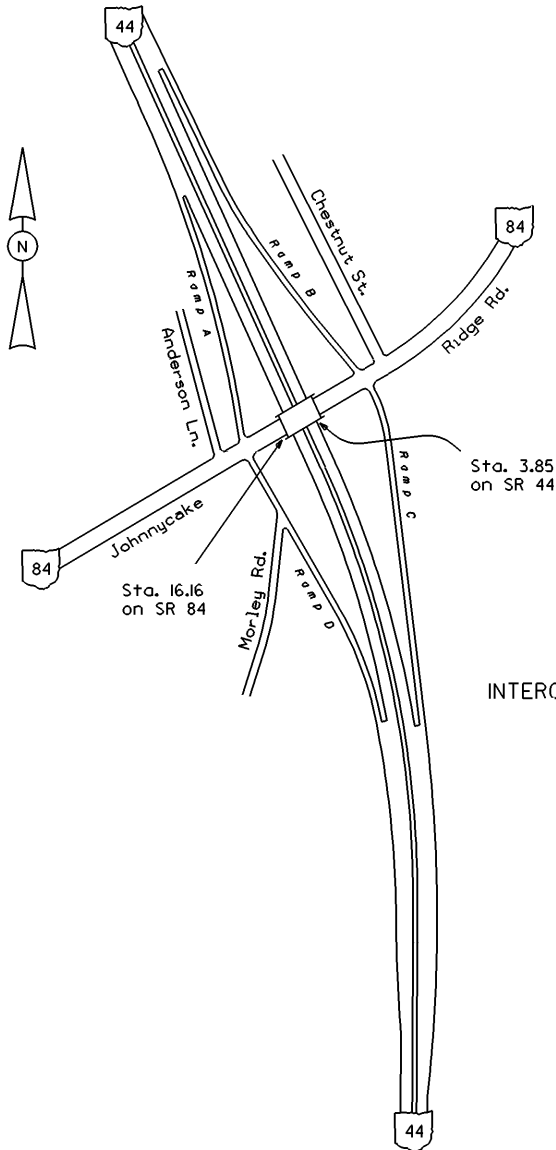 44
N
Chestnut St.
84
Ridge Rd.
Ramp B
Ramp A
Anderson Ln.
Ramp C
Sta. 3.85
on SR 44
Johnnycake
84
Sta. 16.16
on SR 84
Morley Rd.
Ramp D
44